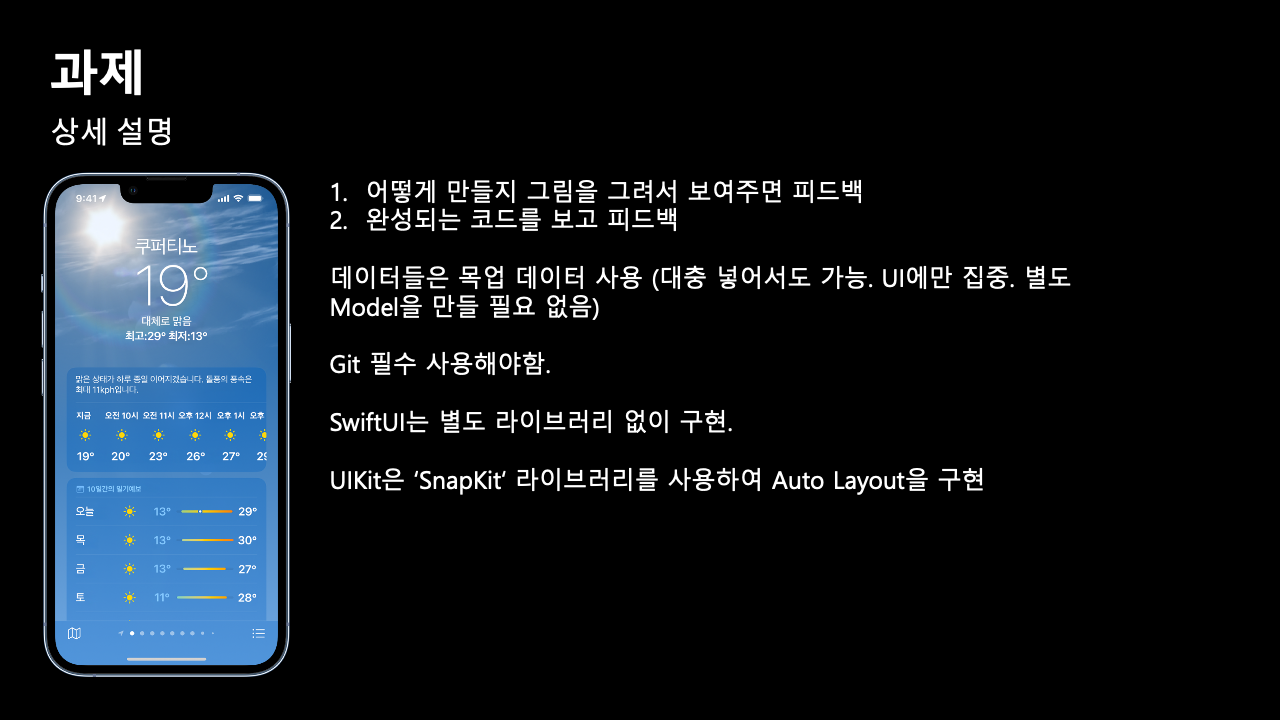 과제
상세 설명
1. 어떻게 만들지 그림을 그려서 보여주면 피드백
2. 완성되는 코드를 보고 피드백
데이터들은 목업 데이터 사용 (대충 넣어서도 가능. UI에만 집중. 별도
Model을 만들 필요 없음)
Git 필수 사용해야함.
SwiftUI는 별도 라이브러리 없이 구현.
UIKit은 ‘SnapKit’ 라이브러리를 사용하여 Auto Layout을 구현
9:41
쿠퍼티노
19°
대체로 맑음
최고:29° 최저:13°
맑은 상태가 하루 종일 이어지겠습니다. 돌풍의 풍속은
최대 11kph입니다.
지금 오전 10시 오전 11시 오후 12시 오후 1시 오후
19° 20° 23° 26° 27° 29
10일간의 일기예보
오늘 13° 29°
목 13° 30°
금 13° 27°
토 11° 28°